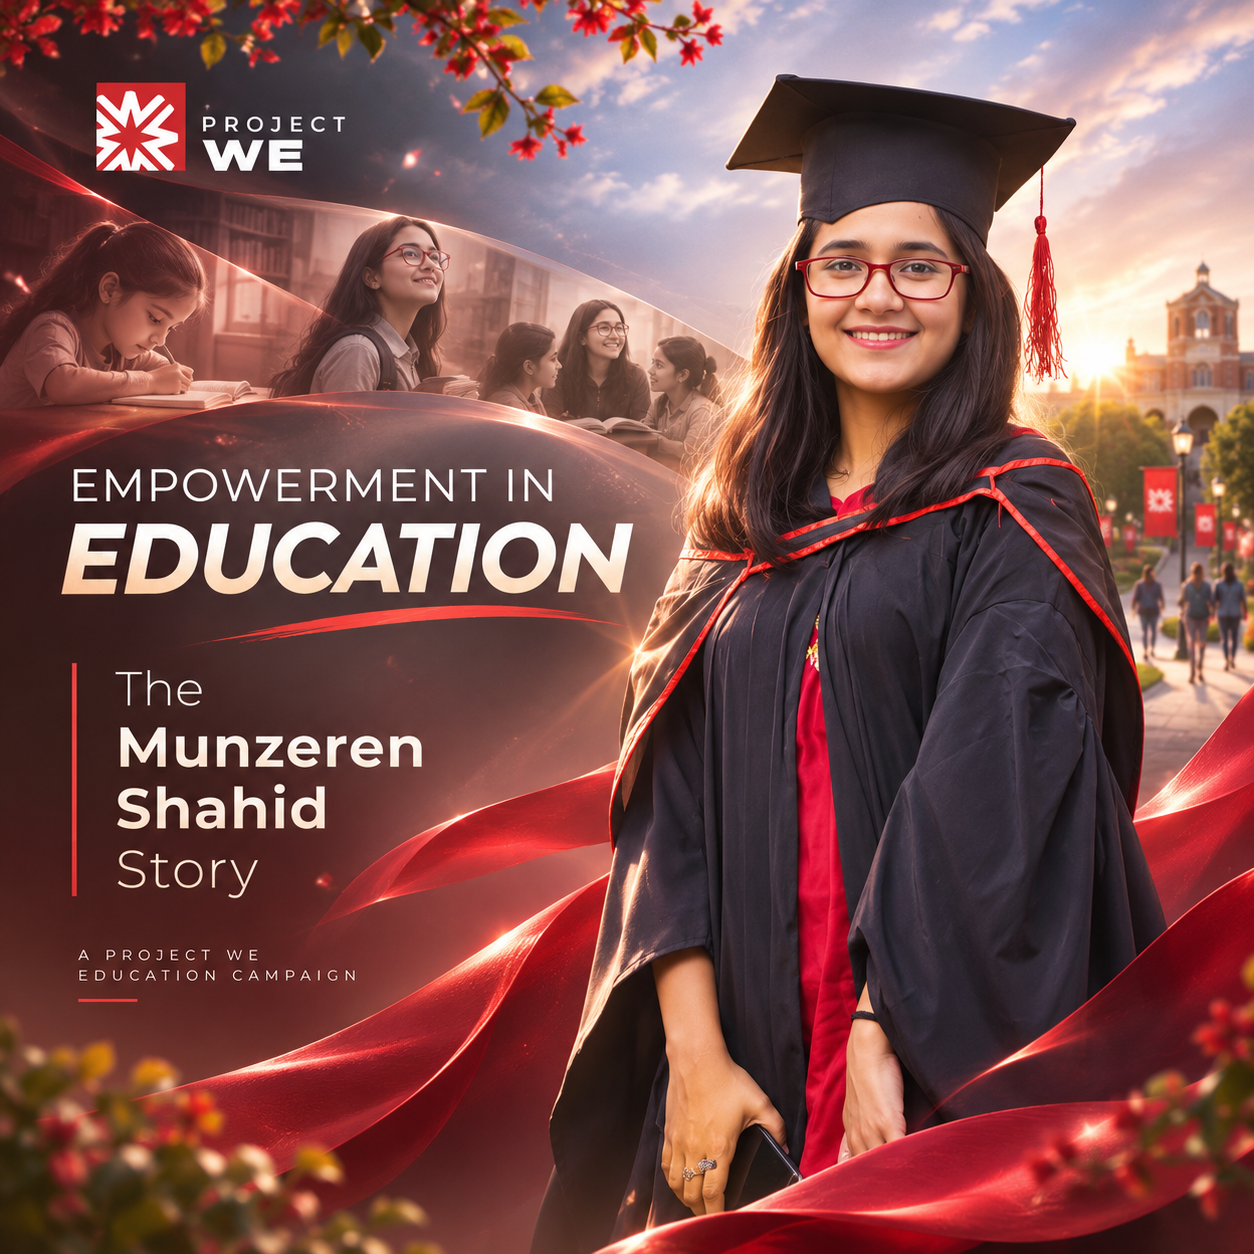 PROJECT
WE
EMPOWERMENT IN
EDUCATION
The
Munzeren
Shahid
Story
A PROJECT WE
EDUCATION CAMPAIGN